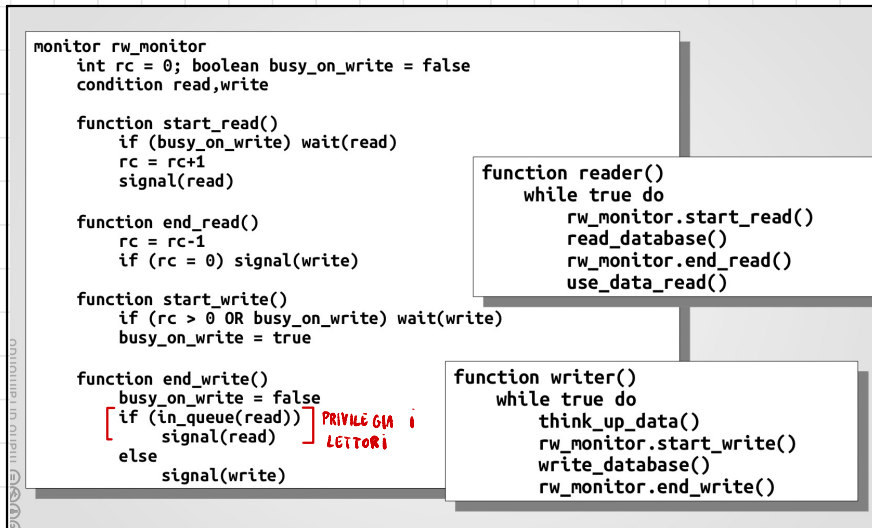 monitor rw_monitor
int rc = 0; boolean busy_on_write = false
condition read,write
function start_read()
if (busy_on_write) wait(read)
rc = rc+1
signal(read)
function end_read()
rc = rc-1
if (rc = 0) signal(write)
function start_write()
if (rc > 0 OR busy_on_write) wait(write)
busy_on_write = true
function end_write()
busy_on_write = false
if (in_queue(read))
signal(read)
else
signal(write)
PRIVILEGIA i
LETTORI
function reader()
while true do
rw_monitor.start_read()
read_database()
rw_monitor.end_read()
use_data_read()
function writer()
while true do
think_up_data()
rw_monitor.start_write()
write_database()
rw_monitor.end_write()